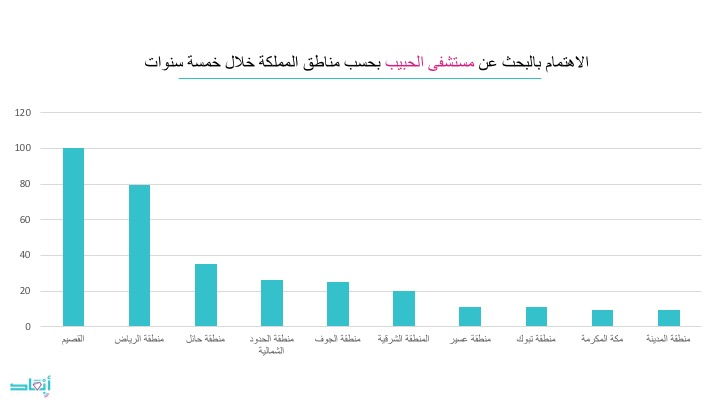 الاهتمام بالبحث عن مستشفى الحبيب بحسب مناطق المملكة خلال خمسة سنوات
120
100
80
60
40
20
0
القصيم
منطقة الرياض
منطقة حائل
منطقة الحدود
الشمالية
منطقة الجوف
المنطقة الشرقية
منطقة عسير
منطقة تبوك
مكة المكرمة
منطقة المدينة
أبعاد